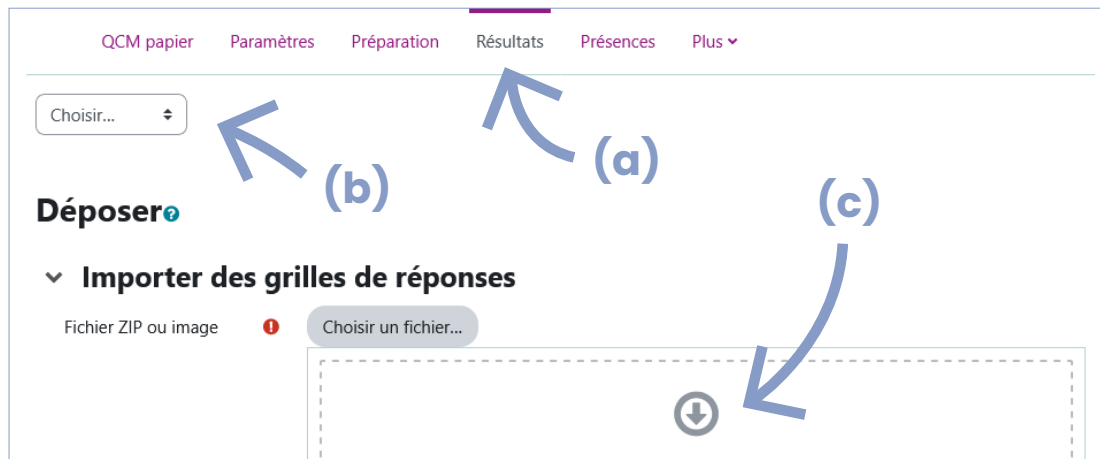 QCM papier Paramètres Préparation Résultats Présences Plus
Choisir...
(a)
(b)
(c)
Déposer
Importer des grilles de réponses
Fichier ZIP ou image Choisir un fichier...